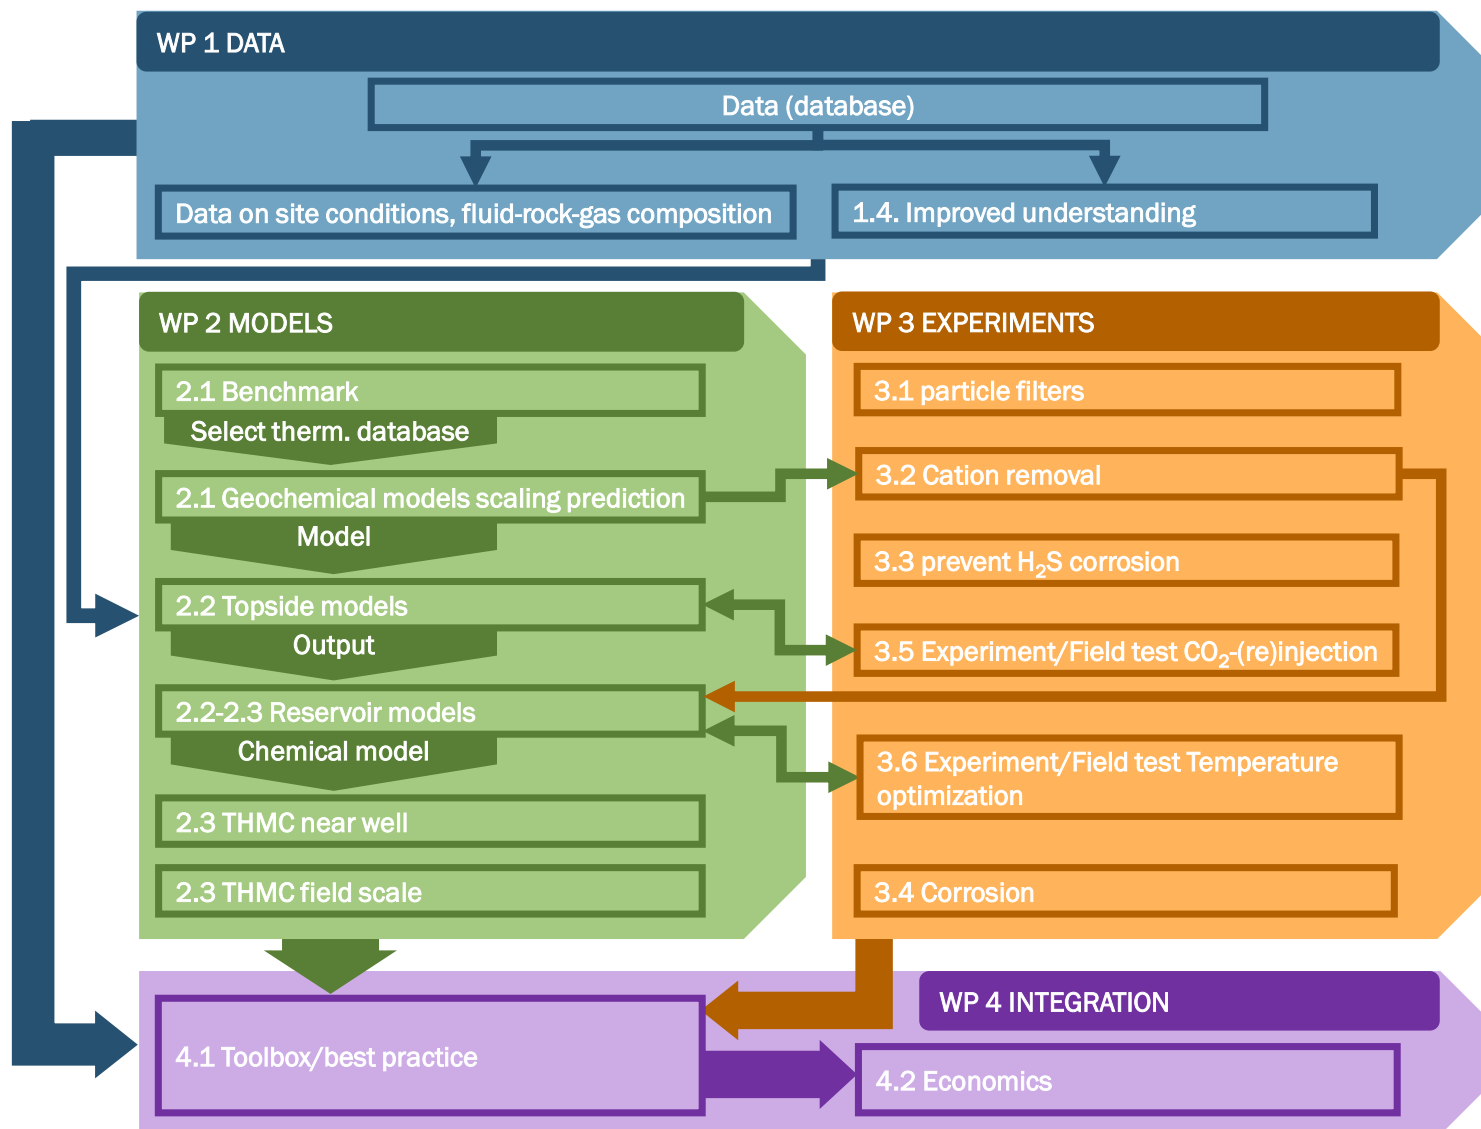 WP 1 DATA
Data (database)
Data on site conditions, fluid-rock-gas composition
1.4. Improved understanding
WP 2 MODELS
2.1 Benchmark
Select therm. database
2.1 Geochemical models scaling prediction
Model
2.2 Topside models
Output
2.2-2.3 Reservoir models
Chemical model
2.3 THMC near well
2.3 THMC field scale
WP 3 EXPERIMENTS
3.1 particle filters
3.2 Cation removal
3.3 prevent H₂S corrosion
3.5 Experiment/Field test CO₂-(re)injection
3.6 Experiment/Field test Temperature
optimization
3.4 Corrosion
WP 4 INTEGRATION
4.1 Toolbox/best practice
4.2 Economics